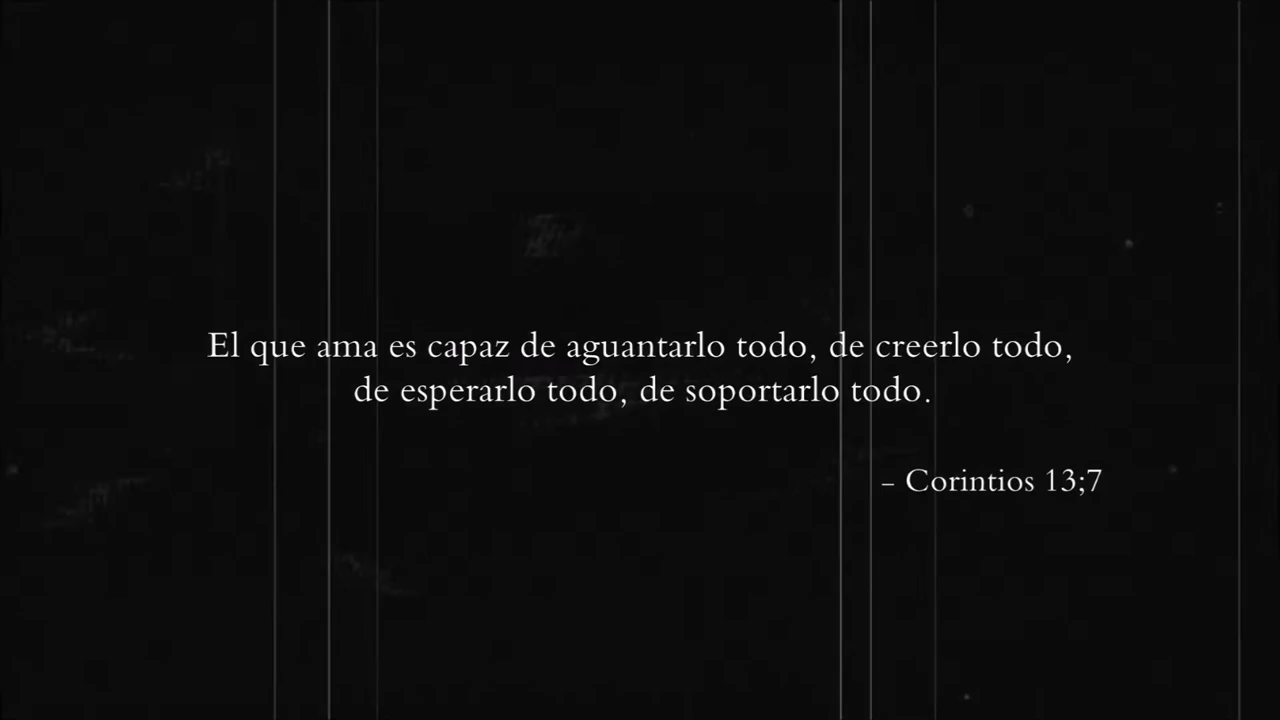 El que ama es capaz de aguantarlo todo, de creerlo todo,
de esperarlo todo, de soportarlo todo.
– Corintios 13;7